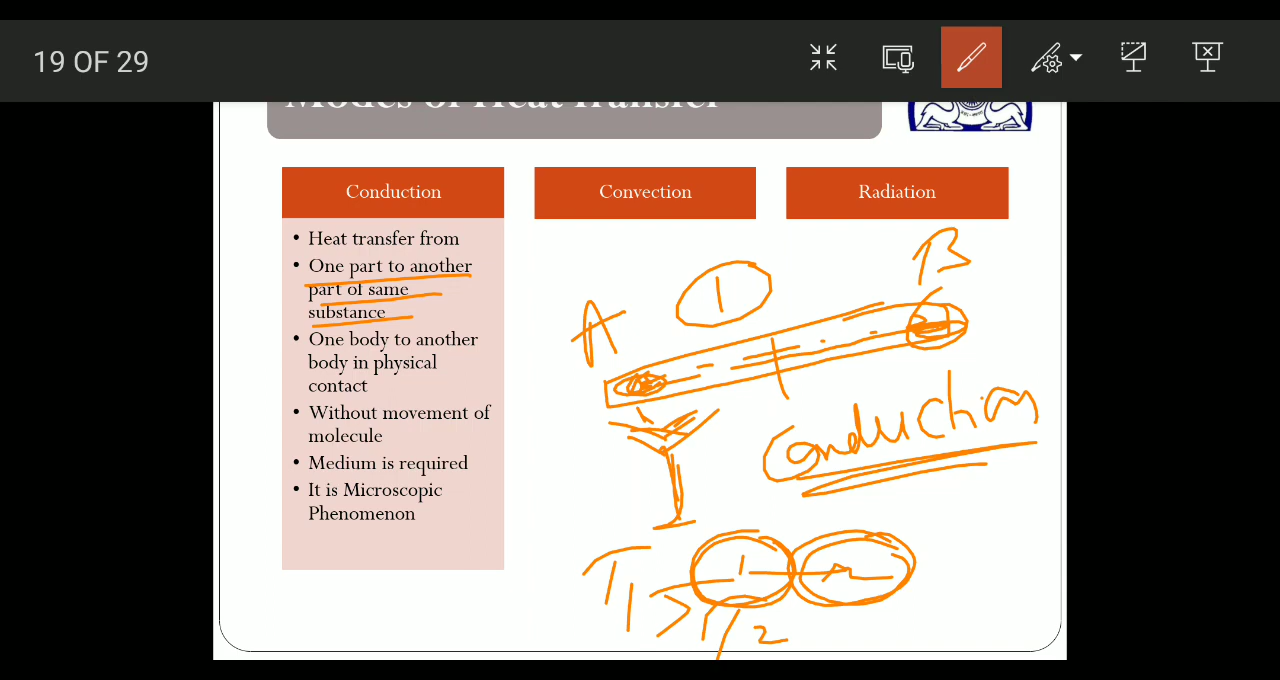 19 OF 29
Modes of Heat Transfer
Conduction
• Heat transfer from
• One part to another
part of same
substance
• One body to another
body in physical
contact
• Without movement of
molecule
• Medium is required
• It is Microscopic
Phenomenon
Convection
Radiation
1
A
B
Conduction
1 2
T1 > T2